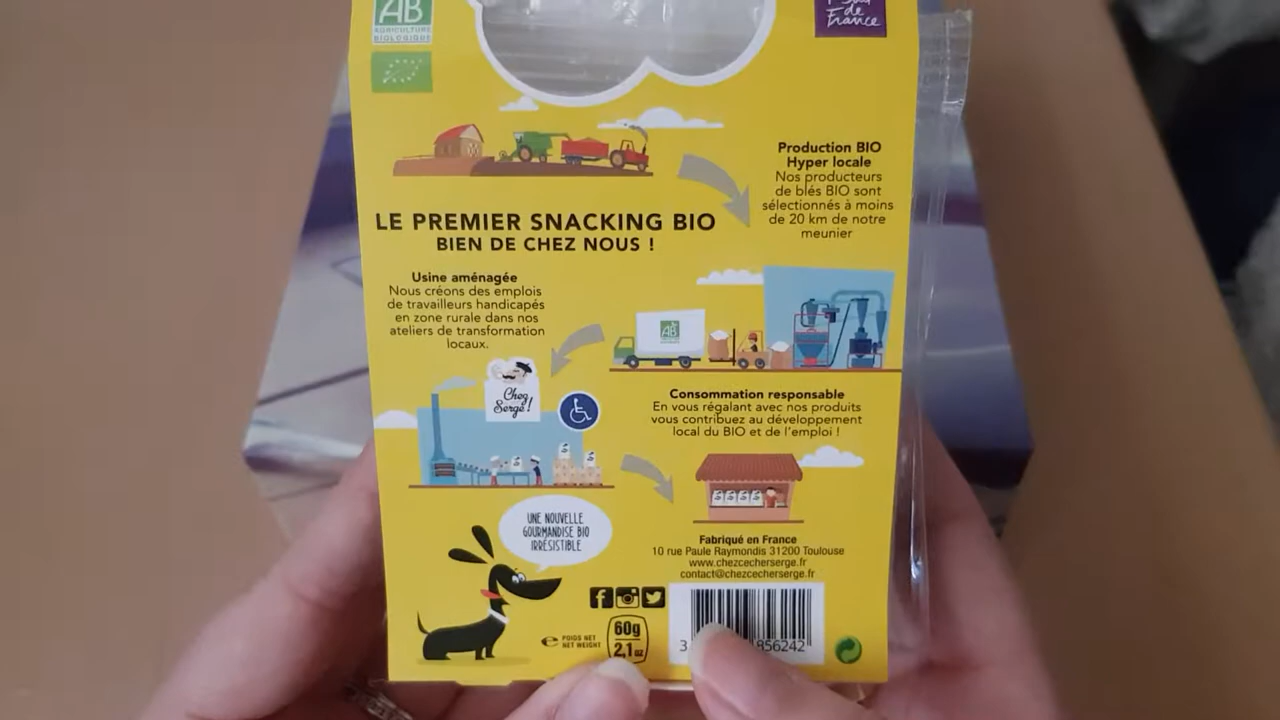 AB
AGRICULTURE
BIOLOGIQUE
de
France
Production BIO
Hyper locale
Nos producteurs
de blés BIO sont
sélectionnés à moins
de 20 km de notre
meunier
LE PREMIER SNACKING BIO
BIEN DE CHEZ NOUS !
Usine aménagée
Nous créons des emplois
de travailleurs handicapés
en zone rurale dans nos
ateliers de transformation
locaux.
AB
Chez
Serge!
Consommation responsable
En vous régalant avec nos produits
vous contribuez au développement
local du BIO et de l'emploi !
UNE NOUVELLE
GOURMANDISE BIO
IRRÉSISTIBLE
Fabriqué en France
10 rue Paule Raymondis 31200 Toulouse
www.chezcecherserge.fr
contact@chezcecherserge.fr
e POIDS NET
NET WEIGHT
60g
2,1 oz
3 856242